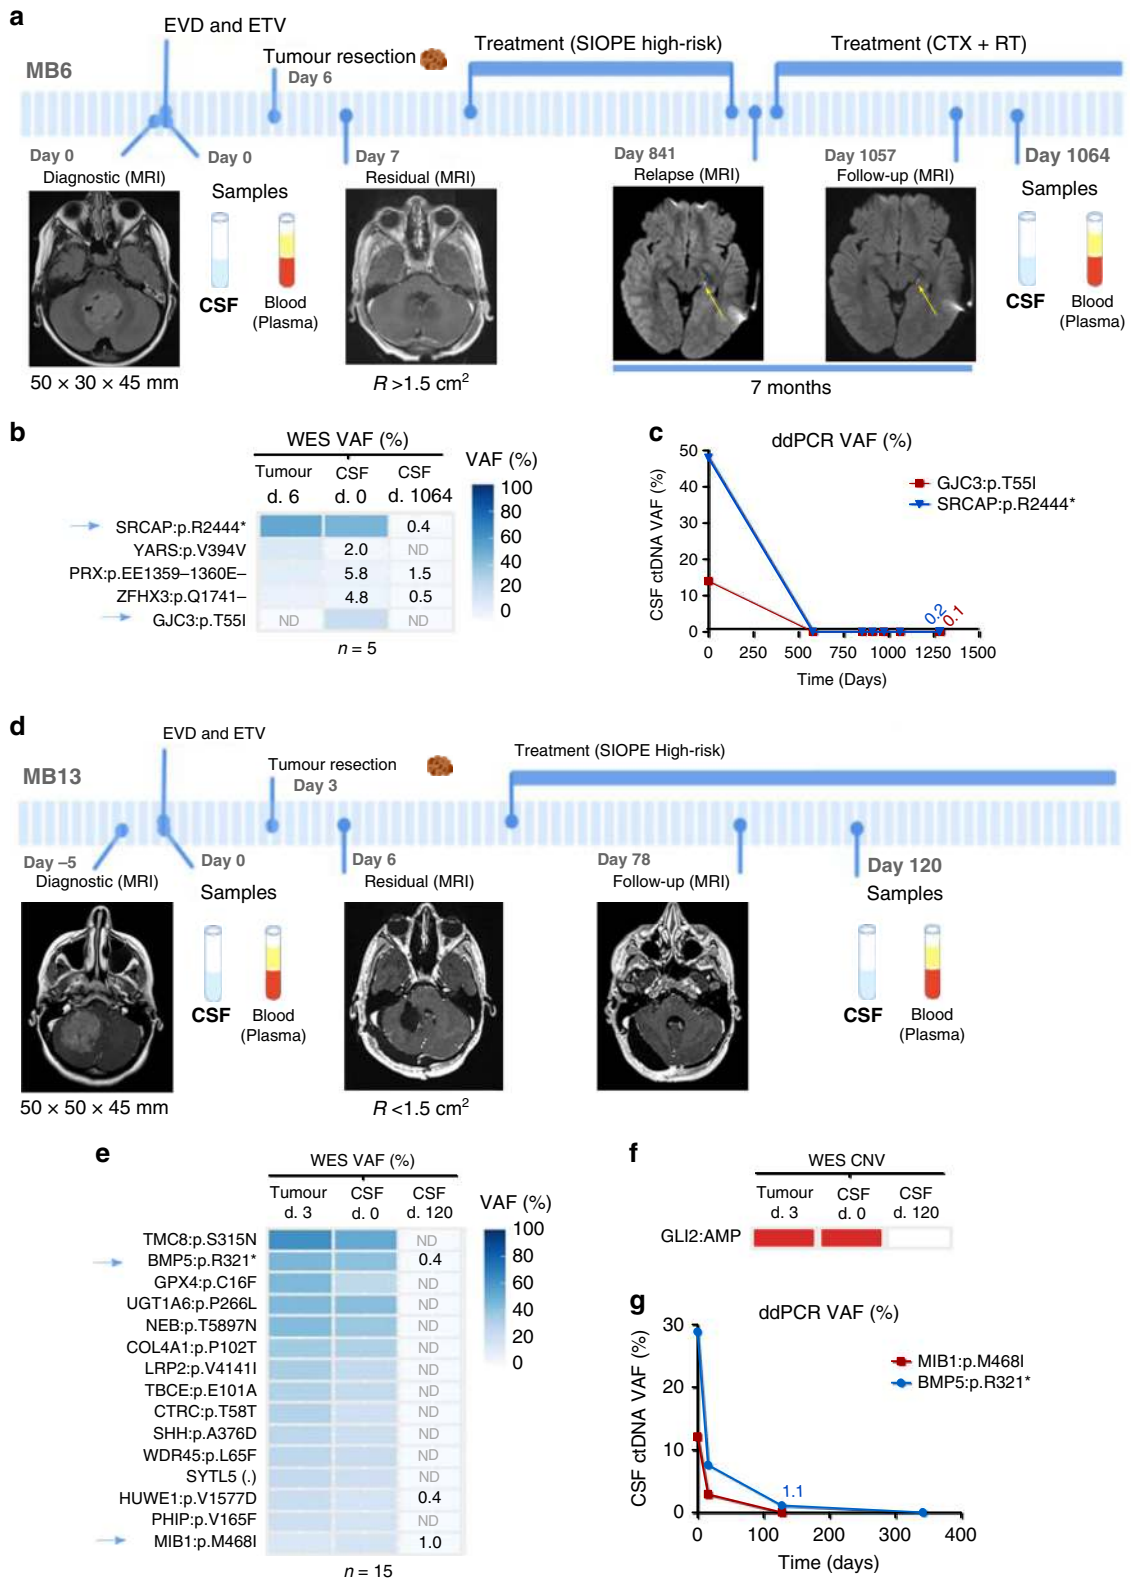 a
EVD and ETV
Tumour resection
Day 6
Treatment (SIOPE high-risk)
Treatment (CTX + RT)
MB6
Day 0
Diagnostic (MRI)
Day 0
Samples
CSF
Blood
(Plasma)
Day 7
Residual (MRI)
Day 841
Relapse (MRI)
Day 1057
Follow-up (MRI)
Day 1064
Samples
CSF
Blood
(Plasma)
50 × 30 × 45 mm
R >1.5 cm²
7 months
b
WES VAF (%)
Tumour
d. 6
CSF
d. 0
CSF
d. 1064
VAF (%)
100
80
60
40
20
0
SRCAP:p.R2444* 0.4
YARS:p.V394V 2.0 ND
PRX:p.EE1359–1360E– 5.8 1.5
ZFHX3:p.Q1741– 4.8 0.5
GJC3:p.T55I ND ND
n = 5
c
ddPCR VAF (%)
CSF ctDNA VAF (%)
50
40
30
20
10
0
GJC3:p.T55I
SRCAP:p.R2444*
0.2
0.1
0 250 500 750 1000 1250 1500
Time (Days)
d
EVD and ETV
Tumour resection
Day 3
Treatment (SIOPE High-risk)
MB13
Day –5
Diagnostic (MRI)
Day 0
Samples
CSF
Blood
(Plasma)
Day 6
Residual (MRI)
Day 78
Follow-up (MRI)
Day 120
Samples
CSF
Blood
(Plasma)
50 × 50 × 45 mm
R <1.5 cm²
e
WES VAF (%)
Tumour
d. 3
CSF
d. 0
CSF
d. 120
VAF (%)
100
80
60
40
20
0
TMC8:p.S315N ND
BMP5:p.R321* 0.4
GPX4:p.C16F ND
UGT1A6:p.P266L ND
NEB:p.T5897N ND
COL4A1:p.P102T ND
LRP2:p.V4141I ND
TBCE:p.E101A ND
CTRC:p.T58T ND
SHH:p.A376D ND
WDR45:p.L65F ND
SYTL5 (.) ND
HUWE1:p.V1577D 0.4
PHIP:p.V165F ND
MIB1:p.M468I 1.0
n = 15
f
WES CNV
Tumour
d. 3
CSF
d. 0
CSF
d. 120
GLI2:AMP
g
ddPCR VAF (%)
CSF ctDNA VAF (%)
30
20
10
0
MIB1:p.M468I
BMP5:p.R321*
1.1
0 100 200 300 400
Time (days)